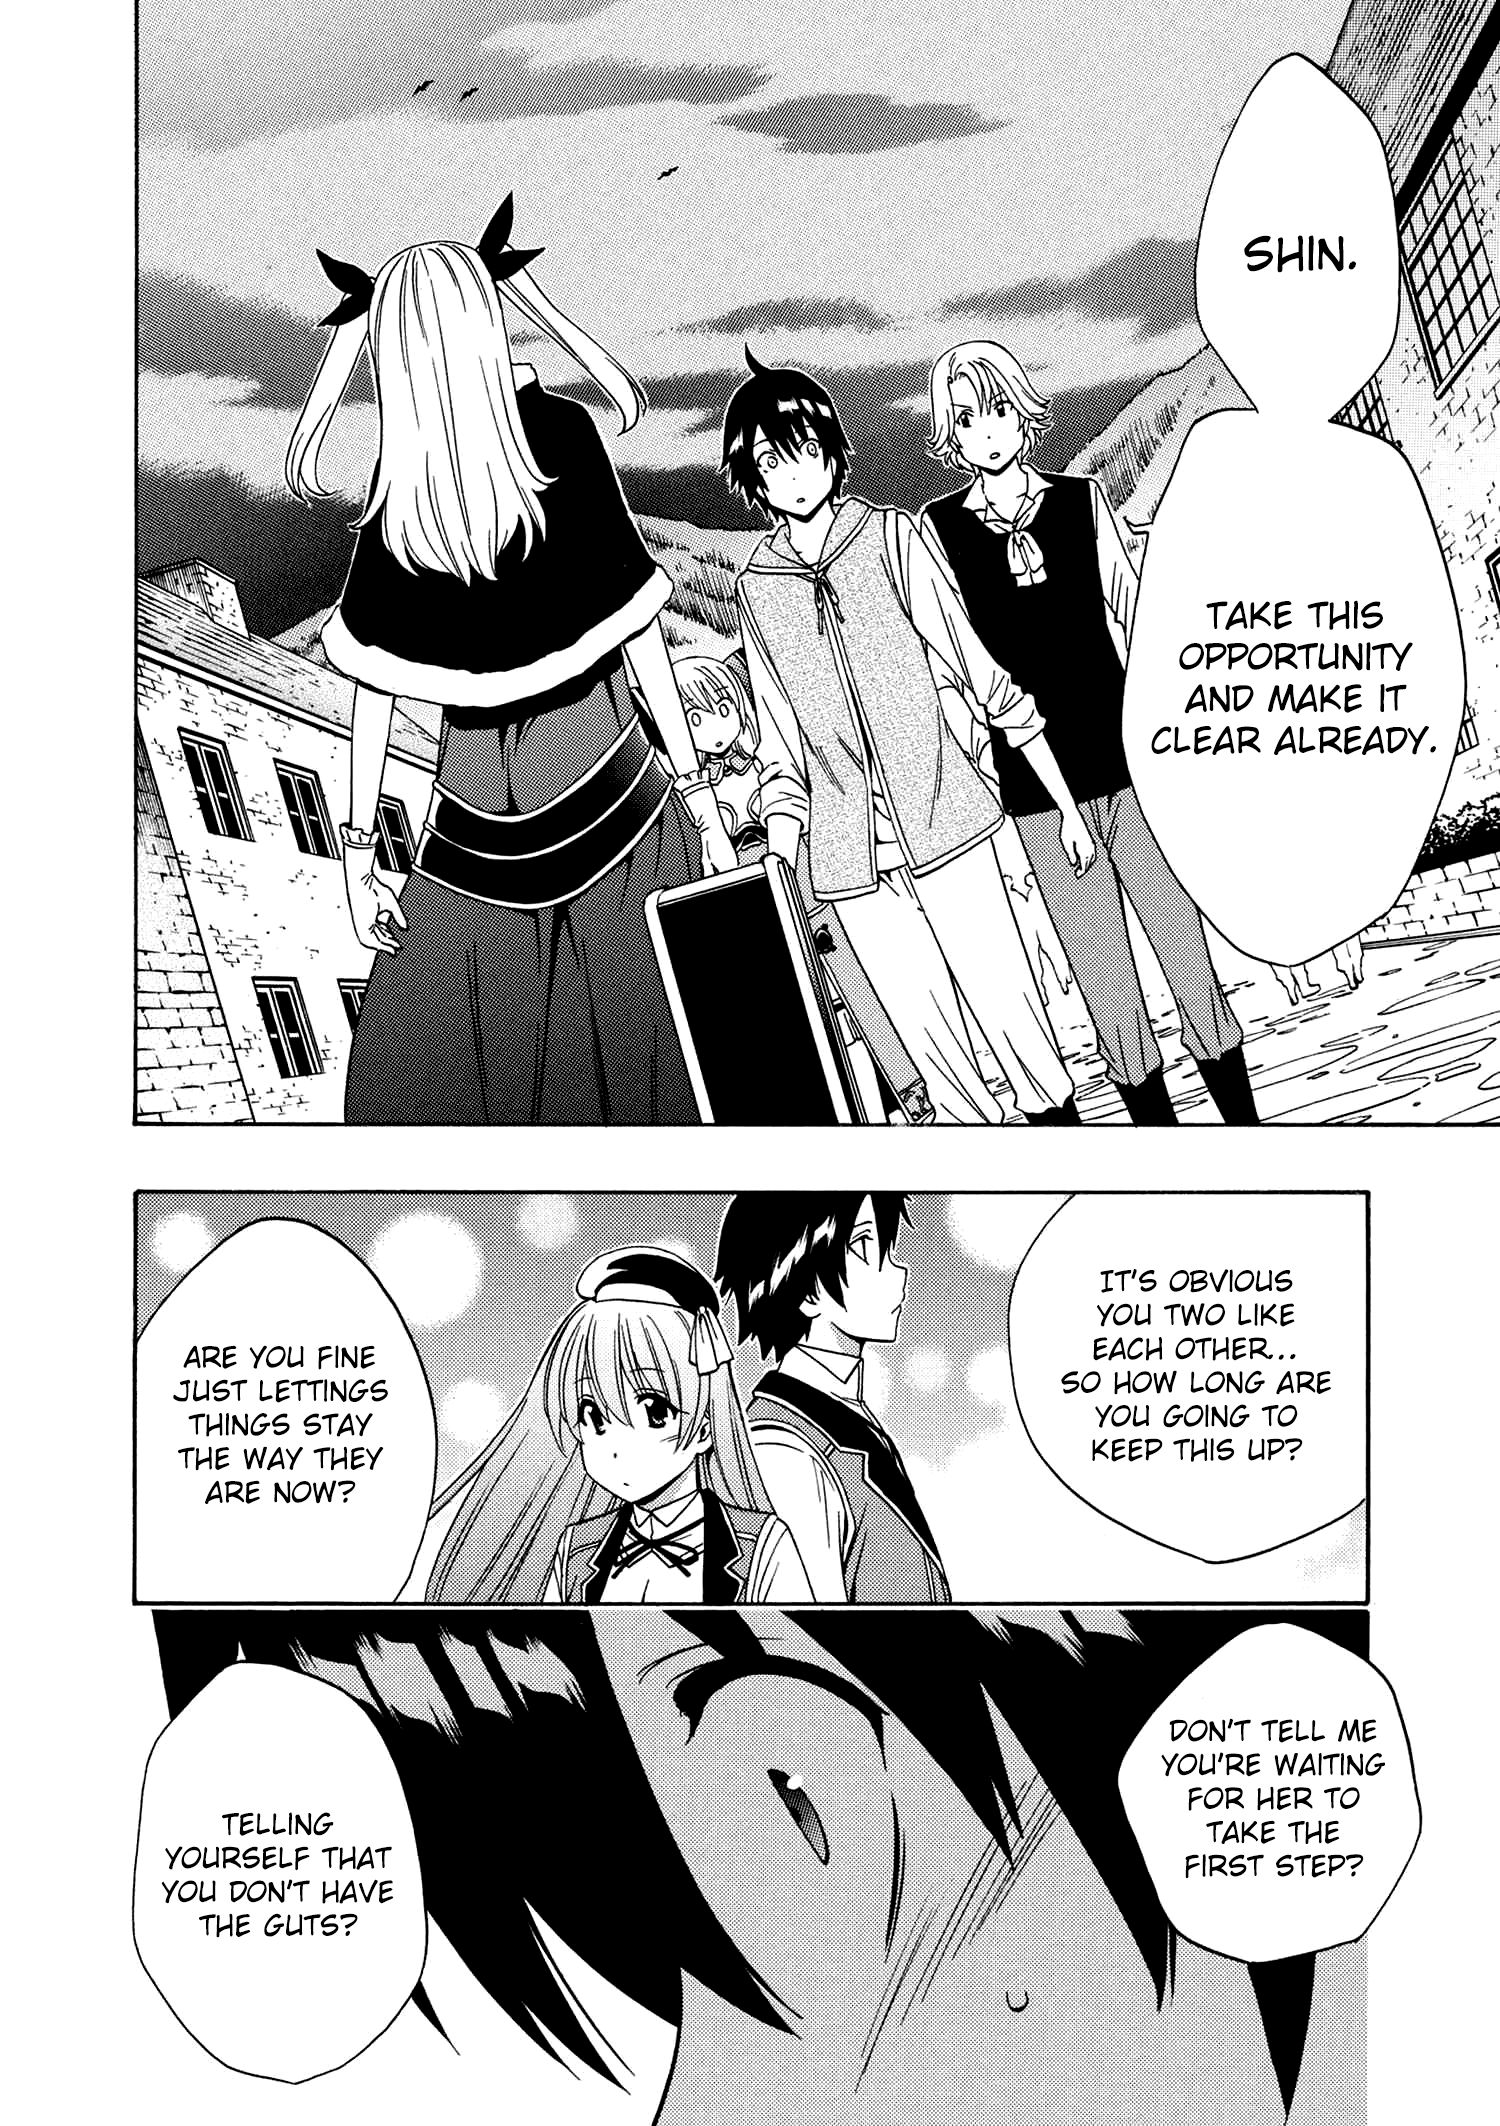 SHIN.
TAKE THIS
OPPORTUNITY
AND MAKE IT
CLEAR ALREADY.
IT'S OBVIOUS
YOU TWO LIKE
EACH OTHER...
SO HOW LONG ARE
YOU GOING TO
KEEP THIS UP?
ARE YOU FINE
JUST LETTINGS
THINGS STAY
THE WAY THEY
ARE NOW?
DON'T TELL ME
YOU'RE WAITING
FOR HER TO
TAKE THE
FIRST STEP?
TELLING
YOURSELF THAT
YOU DON'T HAVE
THE GUTS?